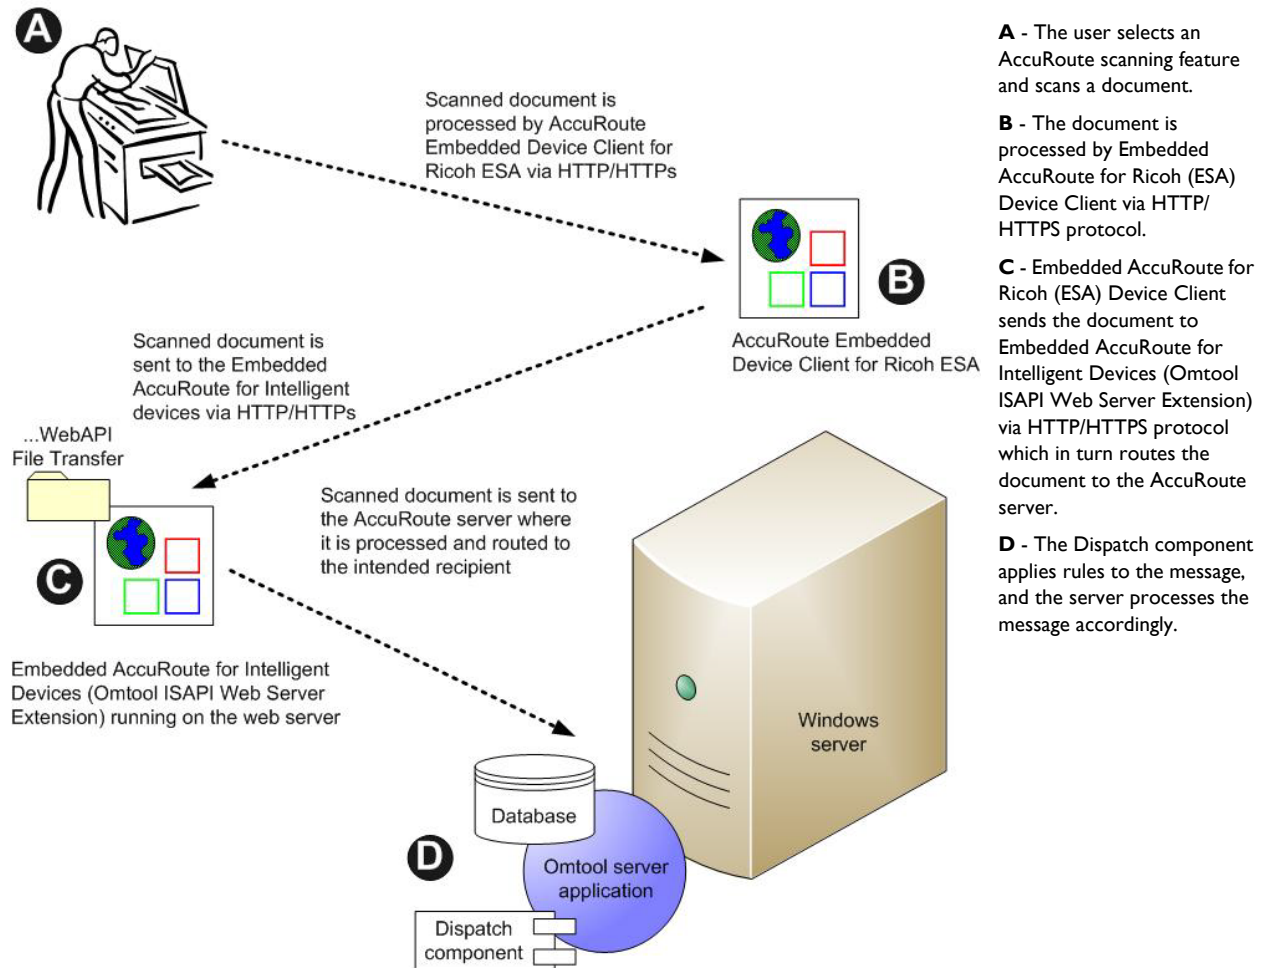 A
Scanned document is
processed by AccuRoute
Embedded Device Client for
Ricoh ESA via HTTP/HTTPs
B
AccuRoute Embedded
Device Client for Ricoh ESA
Scanned document is
sent to the Embedded
AccuRoute for Intelligent
devices via HTTP/HTTPs
...WebAPI
File Transfer
C
Scanned document is sent to
the AccuRoute server where
it is processed and routed to
the intended recipient
Embedded AccuRoute for Intelligent
Devices (Omtool ISAPI Web Server
Extension) running on the web server
Windows
server
Database
D
Omtool server
application
Dispatch
component
A - The user selects an
AccuRoute scanning feature
and scans a document.
B - The document is
processed by Embedded
AccuRoute for Ricoh (ESA)
Device Client via HTTP/
HTTPS protocol.
C - Embedded AccuRoute for
Ricoh (ESA) Device Client
sends the document to
Embedded AccuRoute for
Intelligent Devices (Omtool
ISAPI Web Server Extension)
via HTTP/HTTPS protocol
which in turn routes the
document to the AccuRoute
server.
D - The Dispatch component
applies rules to the message,
and the server processes the
message accordingly.